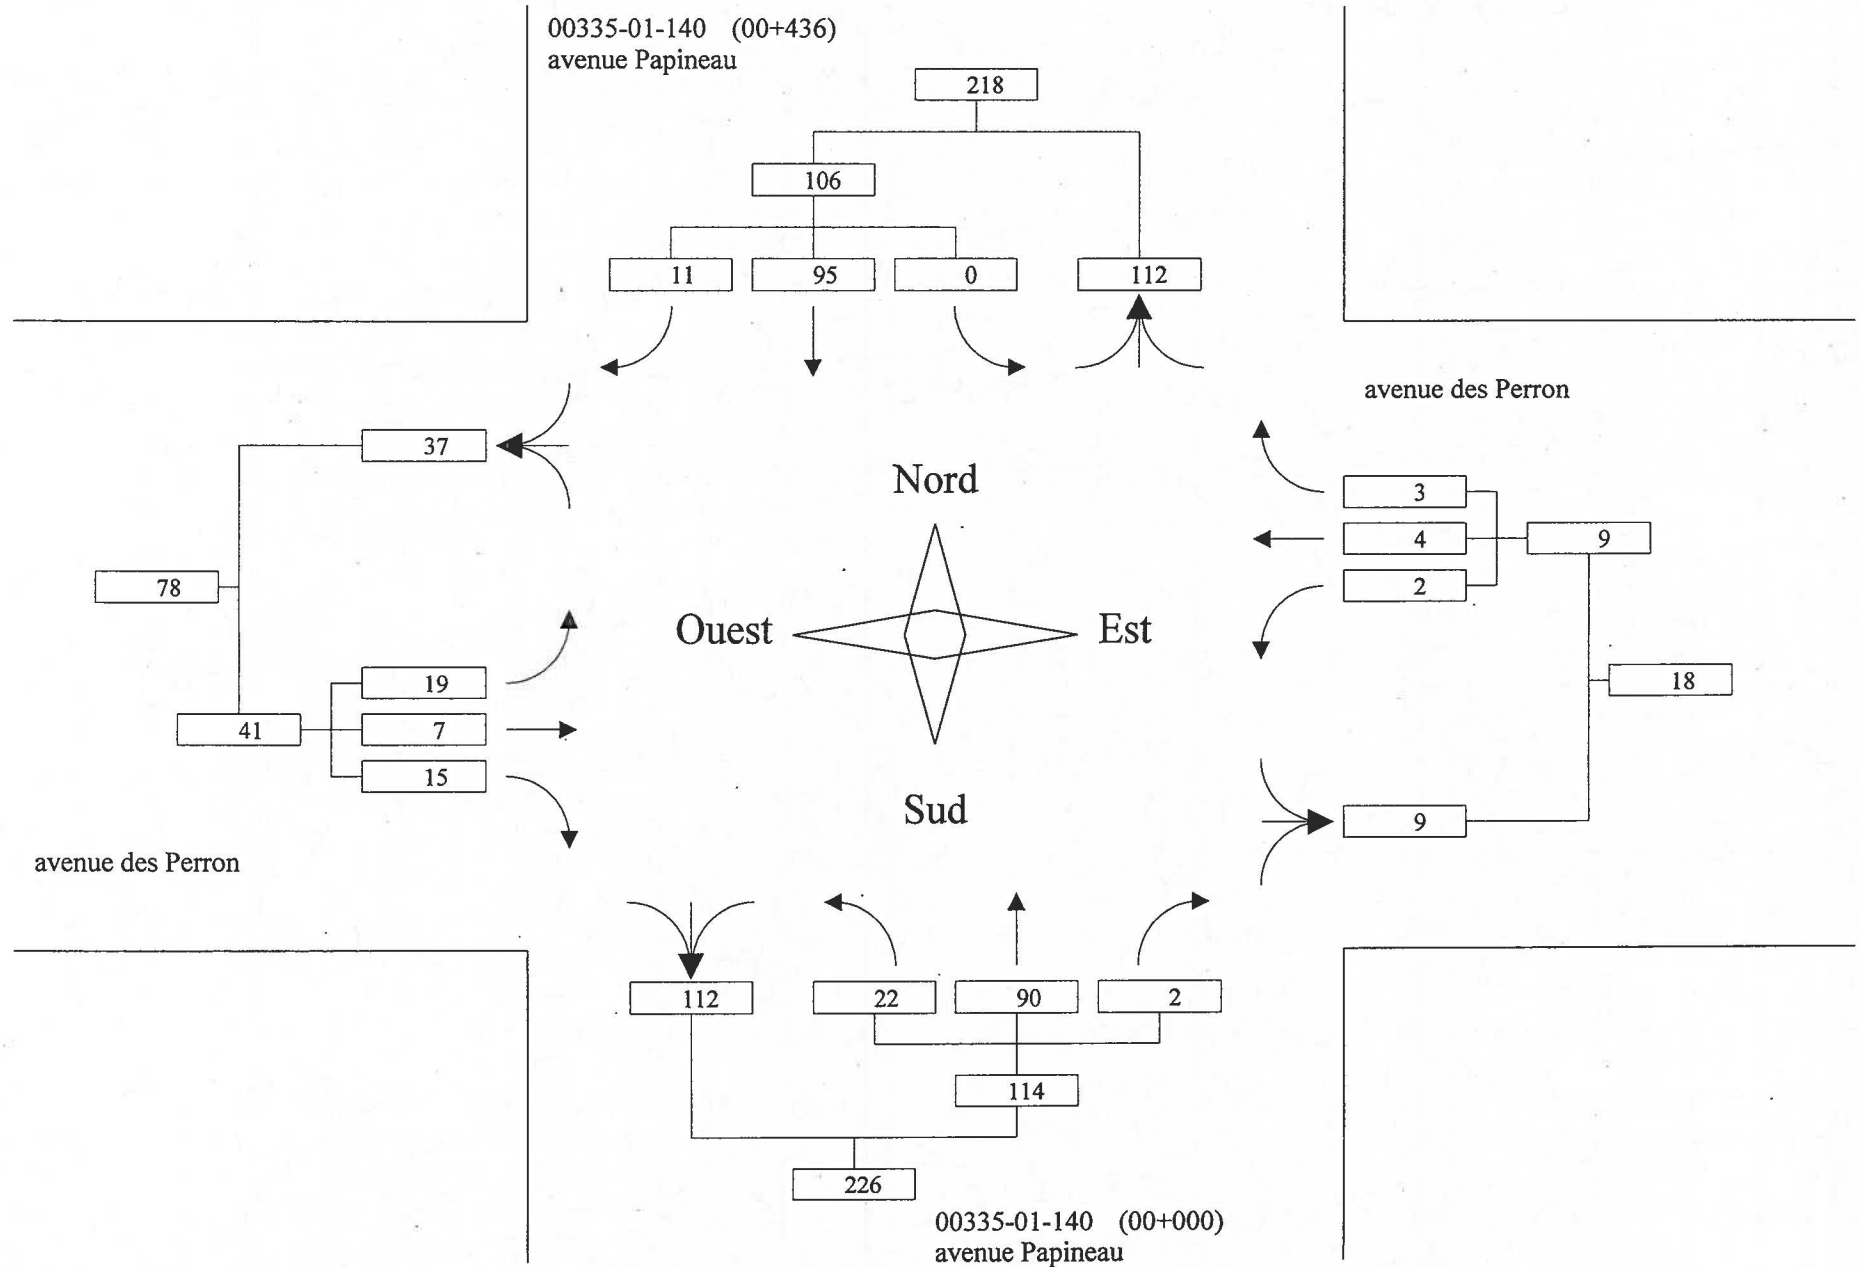 00335-01-140 (00+436)
avenue Papineau
218
106
11 95 0 112
avenue des Perron
37
Nord
3
4 9
2
78
Ouest Est
19
18
41 7
15
Sud
9
avenue des Perron
112 22 90 2
114
226
00335-01-140 (00+000)
avenue Papineau